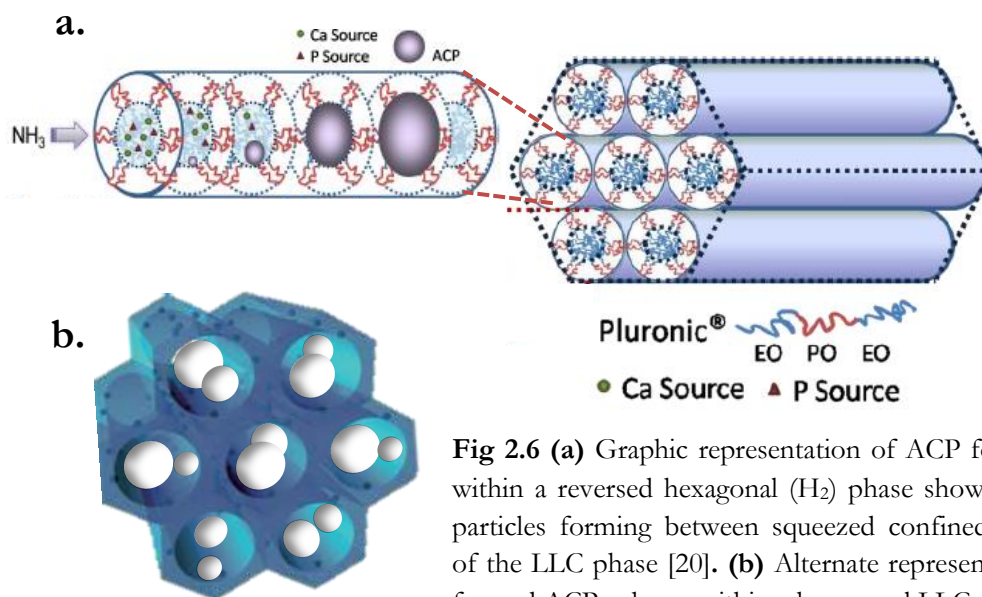 a.
Ca Source
P Source
ACP
NH₃
Pluronic®
EO PO EO
Ca Source P Source
b.
Fig 2.6 (a) Graphic representation of ACP
within a reversed hexagonal (H₂) phase
particles forming between squeezed confined
of the LLC phase [20]. (b) Alternate